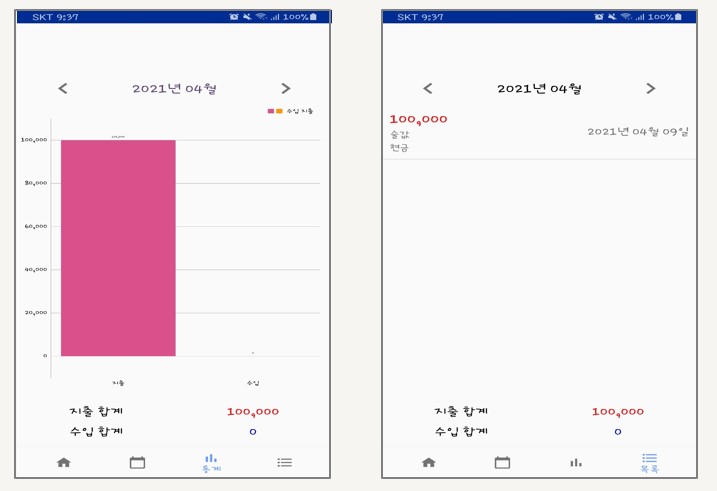 SKT 9:37
100%
2021년 04월
수입 지출
100,000
80,000
60,000
40,000
20,000
0
지출 수입
지출 합계 100,000
수입 합계 0
통계
SKT 9:37
100%
2021년 04월
100,000
술값
현금
2021년 04월 09일
지출 합계 100,000
수입 합계 0
목록